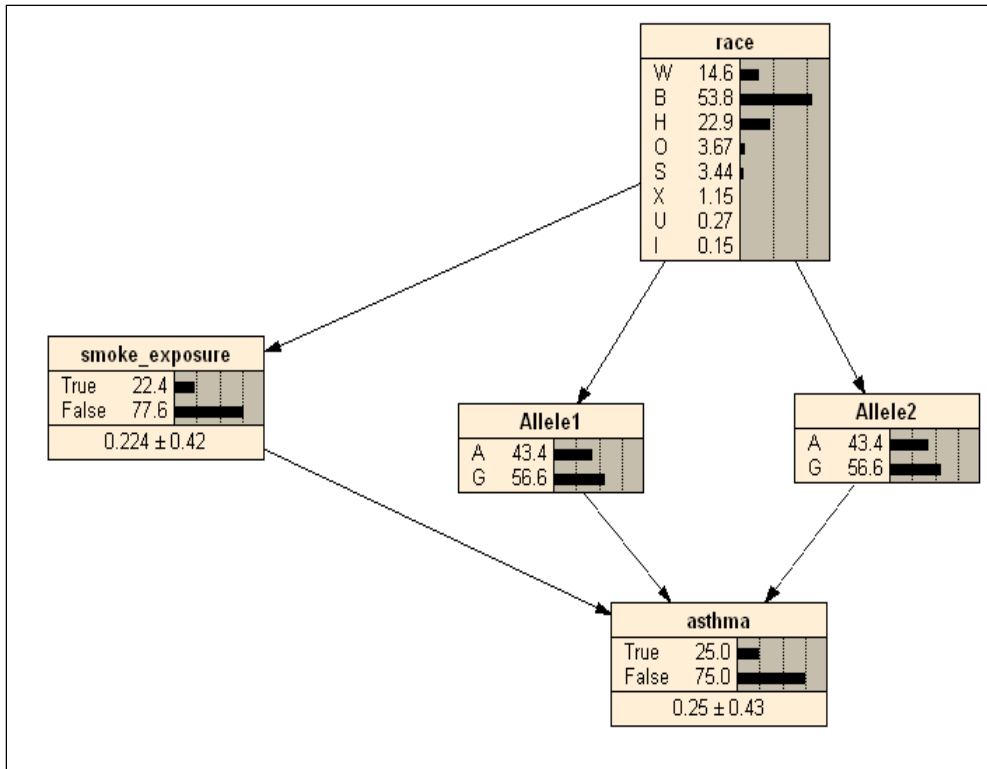 race
W 14.6
B 53.8
H 22.9
O 3.67
S 3.44
X 1.15
U 0.27
I 0.15
smoke_exposure
True 22.4
False 77.6
0.224 ± 0.42
Allele1
A 43.4
G 56.6
Allele2
A 43.4
G 56.6
asthma
True 25.0
False 75.0
0.25 ± 0.43